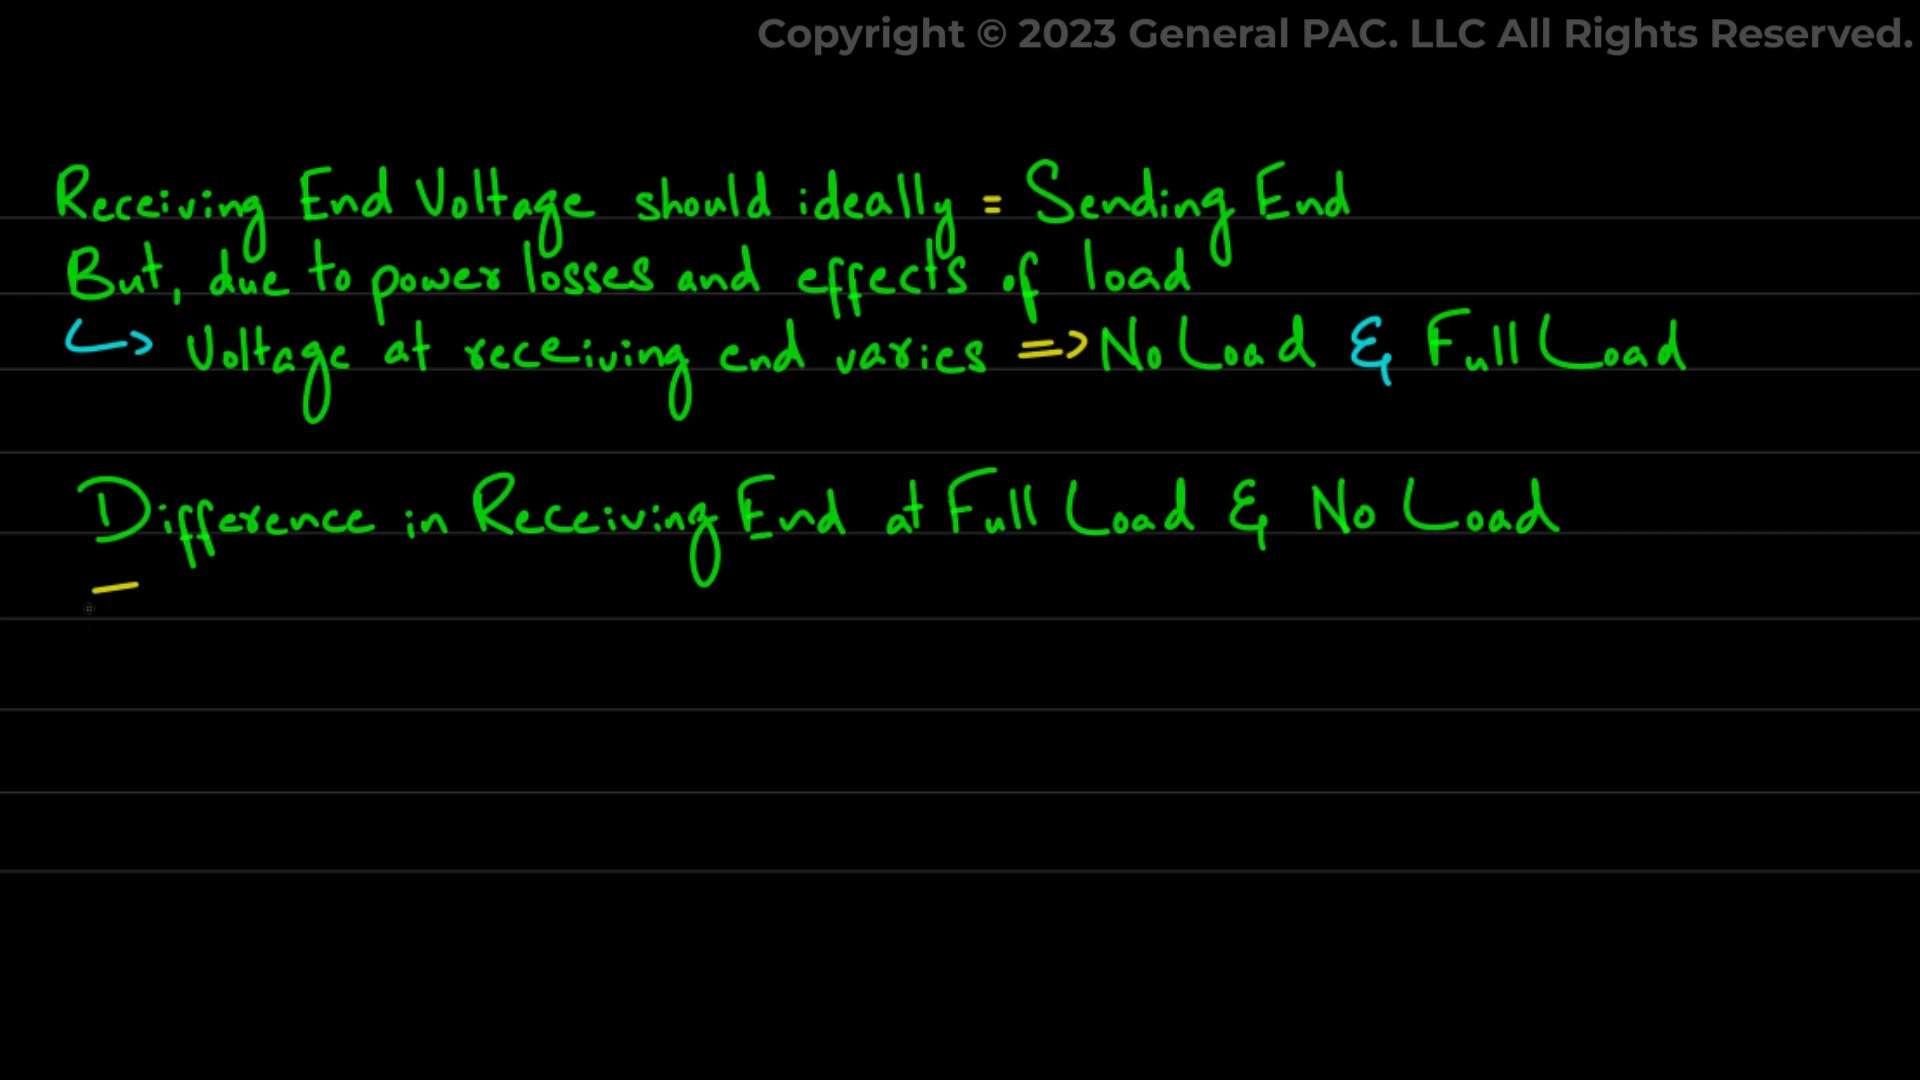 Copyright © 2023 General PAC. LLC All Rights Reserved.
Receiving End Voltage should ideally = Sending End
But, due to power losses and effects of load
↳ Voltage at receiving end varies => No Load & Full Load
Difference in Receiving End at Full Load & No Load